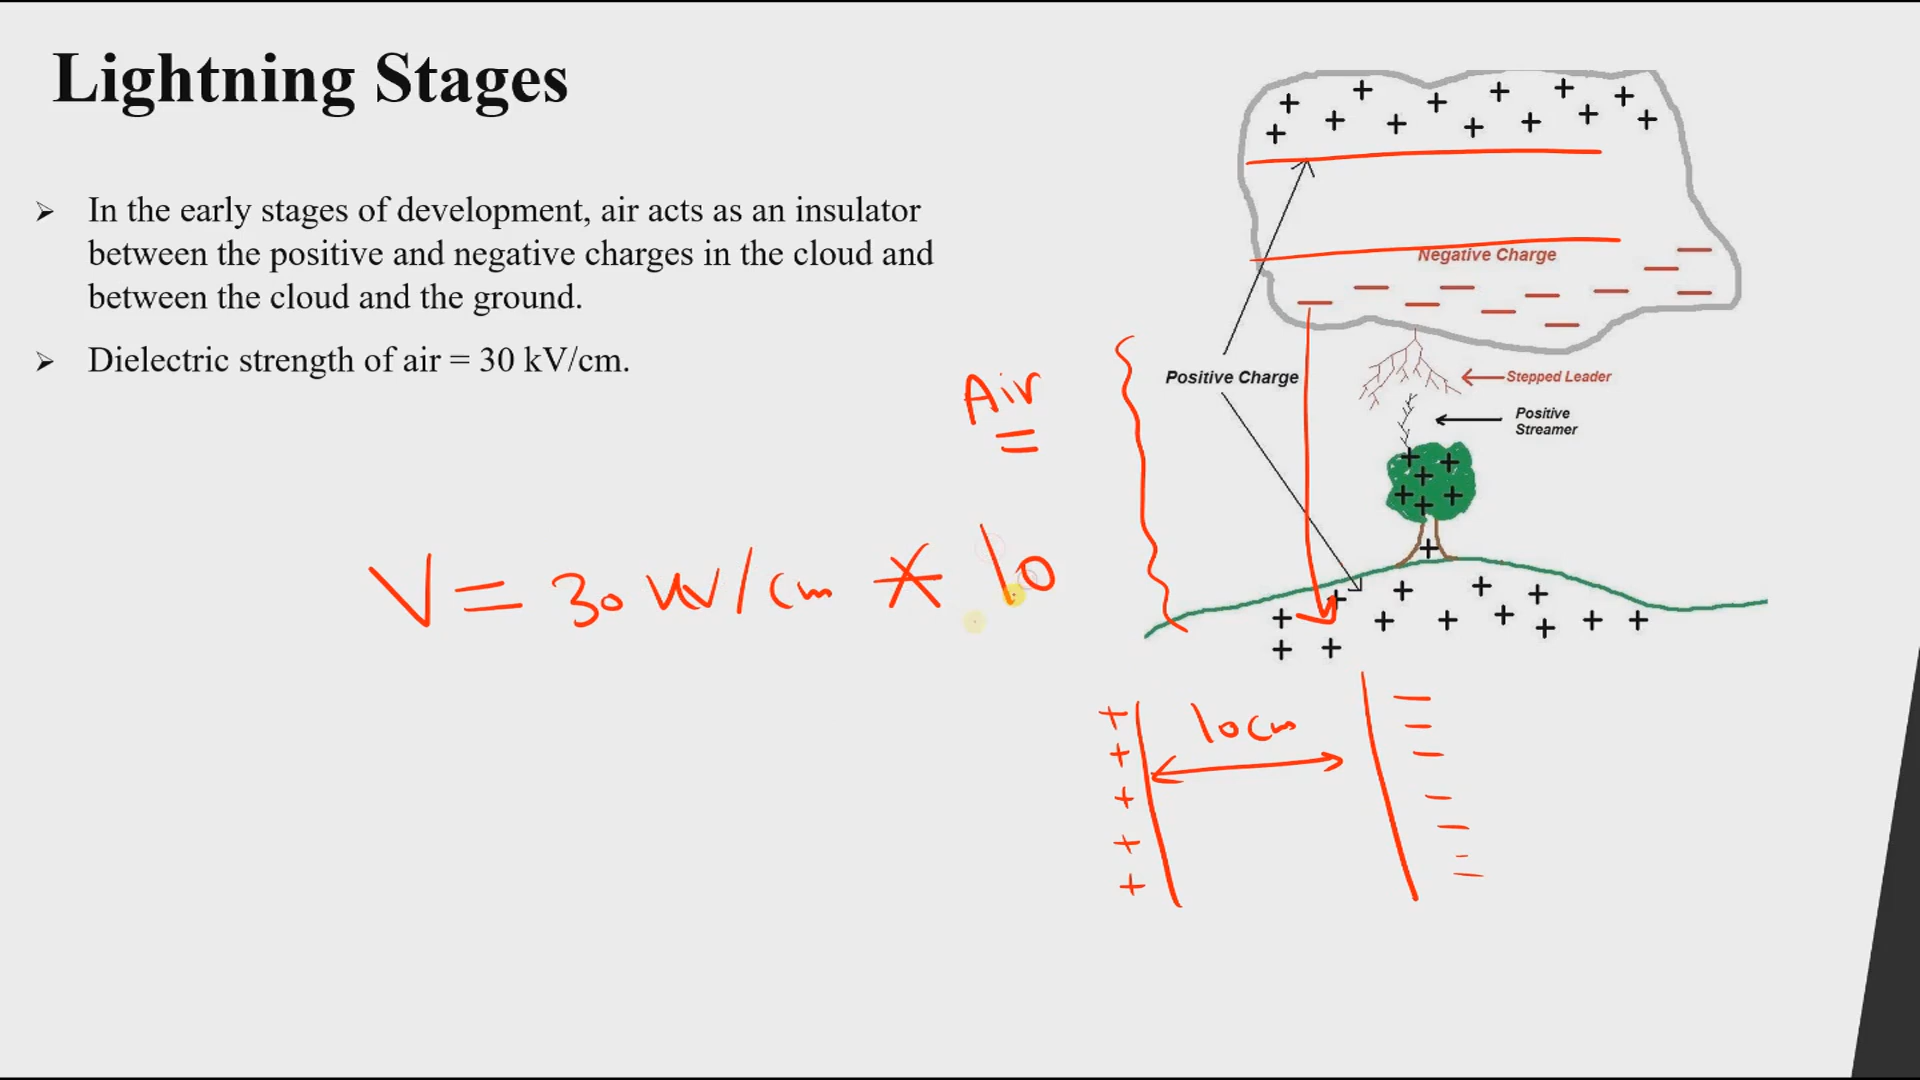 Lightning Stages
➢ In the early stages of development, air acts as an insulator
between the positive and negative charges in the cloud and
between the cloud and the ground.
➢ Dielectric strength of air = 30 kV/cm.
Negative Charge
Positive Charge
Stepped Leader
Positive
Streamer
Air
V = 30 kV/cm * 10
10 cm